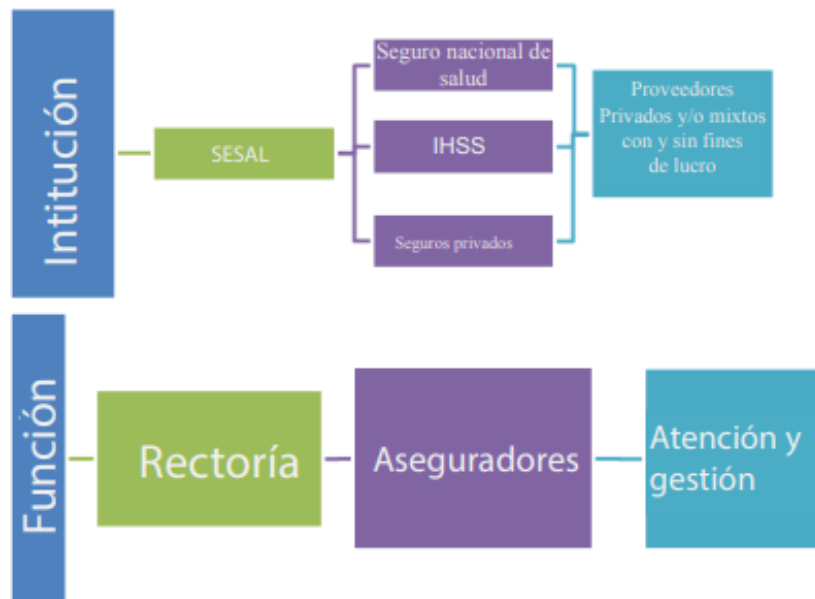 Intitución
SESAL
Seguro nacional de
salud
IHSS
Seguros privados
Proveedores
Privados y/o mixtos
con y sin fines
de lucro
Función
Rectoría
Aseguradores
Atención y
gestión